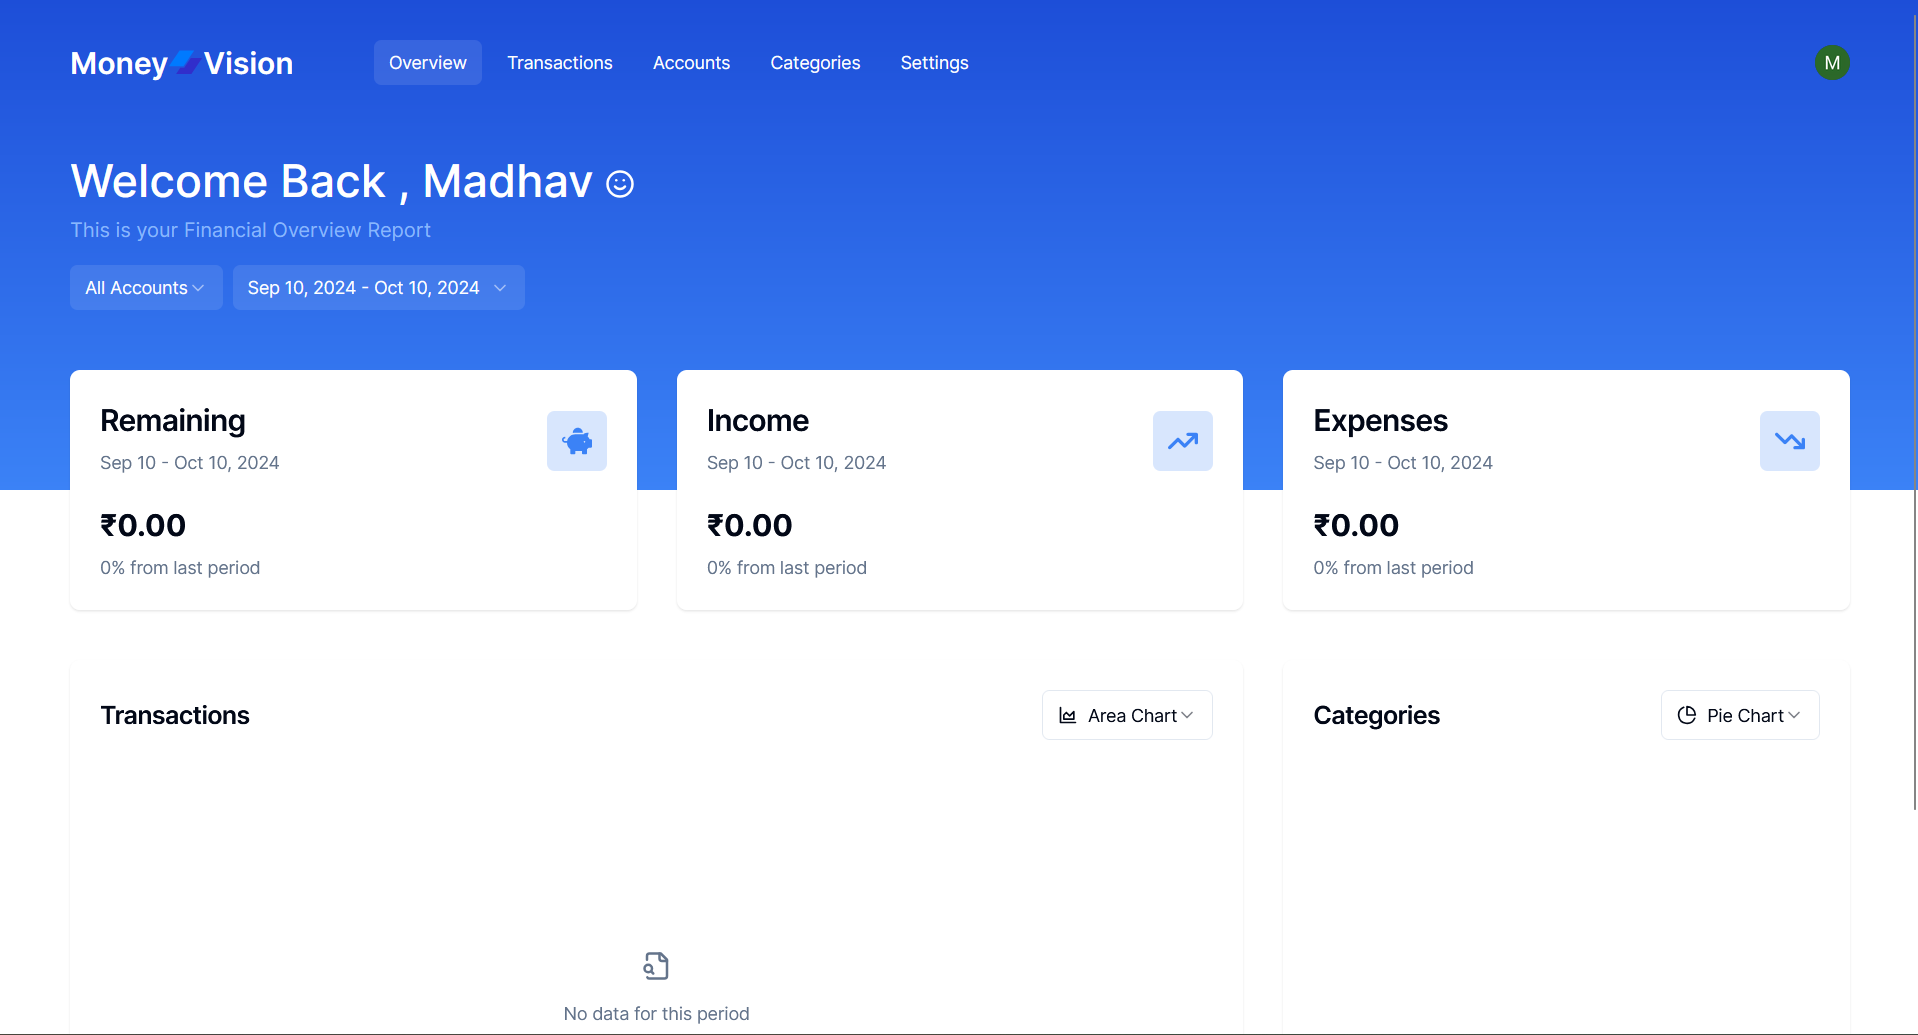 Money Vision
Overview
Transactions
Accounts
Categories
Settings
M
Welcome Back , Madhav
This is your Financial Overview Report
All Accounts
Sep 10, 2024 - Oct 10, 2024
Remaining
Sep 10 - Oct 10, 2024
₹0.00
0% from last period
Income
Sep 10 - Oct 10, 2024
₹0.00
0% from last period
Expenses
Sep 10 - Oct 10, 2024
₹0.00
0% from last period
Transactions
Area Chart
No data for this period
Categories
Pie Chart